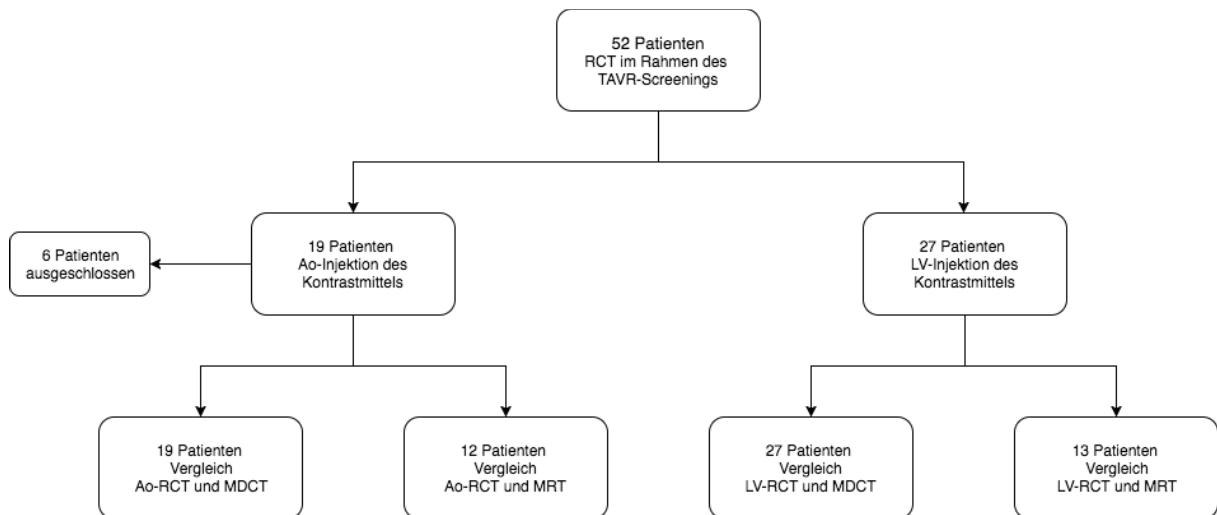 52 Patienten
RCT im Rahmen des
TAVR-Screenings
6 Patienten
ausgeschlossen
19 Patienten
Ao-Injektion des
Kontrastmittels
27 Patienten
LV-Injektion des
Kontrastmittels
19 Patienten
Vergleich
Ao-RCT und MDCT
12 Patienten
Vergleich
Ao-RCT und MRT
27 Patienten
Vergleich
LV-RCT und MDCT
13 Patienten
Vergleich
LV-RCT und MRT